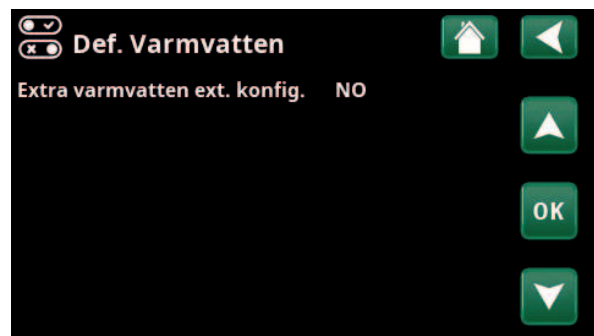 Def. Varmvatten
Extra varmvatten ext. konfig. NO
OK